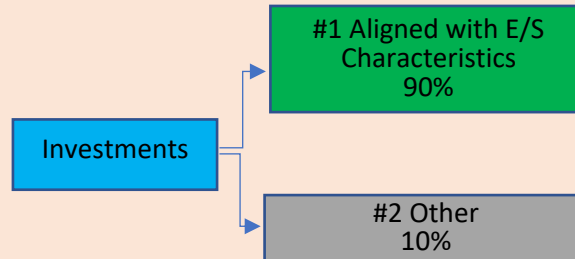 #1 Aligned with E/S
Characteristics
90%
Investments
#2 Other
10%